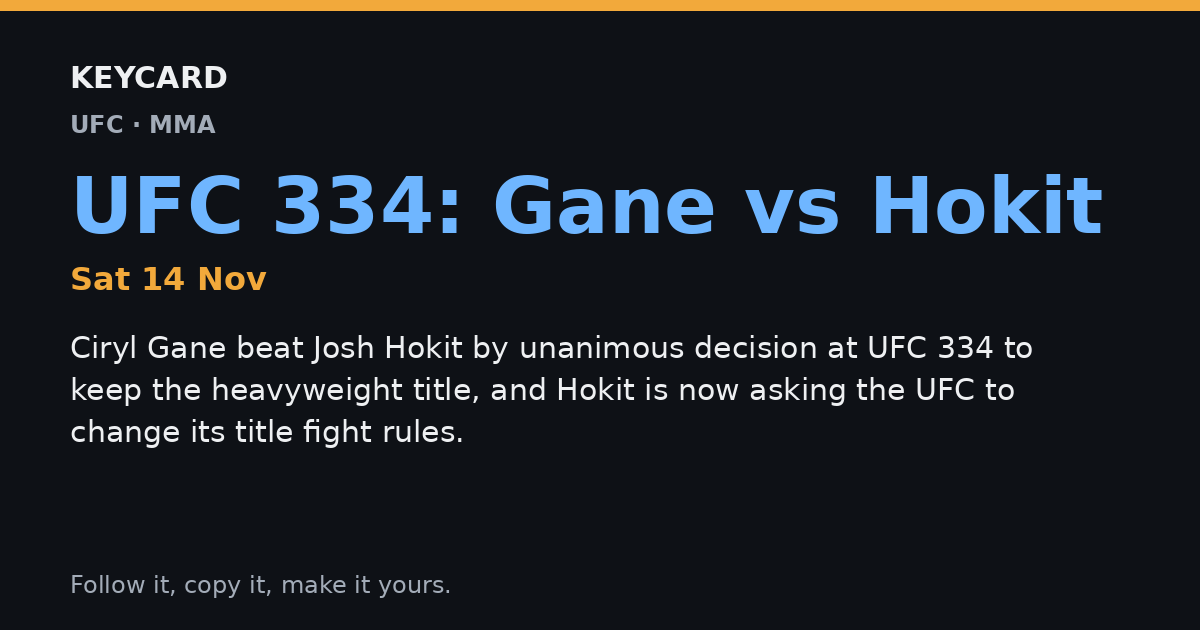 KEYCARD
UFC · MMA
UFC 334: Gane vs Hokit
Sat 14 Nov
Ciryl Gane beat Josh Hokit by unanimous decision at UFC 334 to
keep the heavyweight title, and Hokit is now asking the UFC to
change its title fight rules.
Follow it, copy it, make it yours.